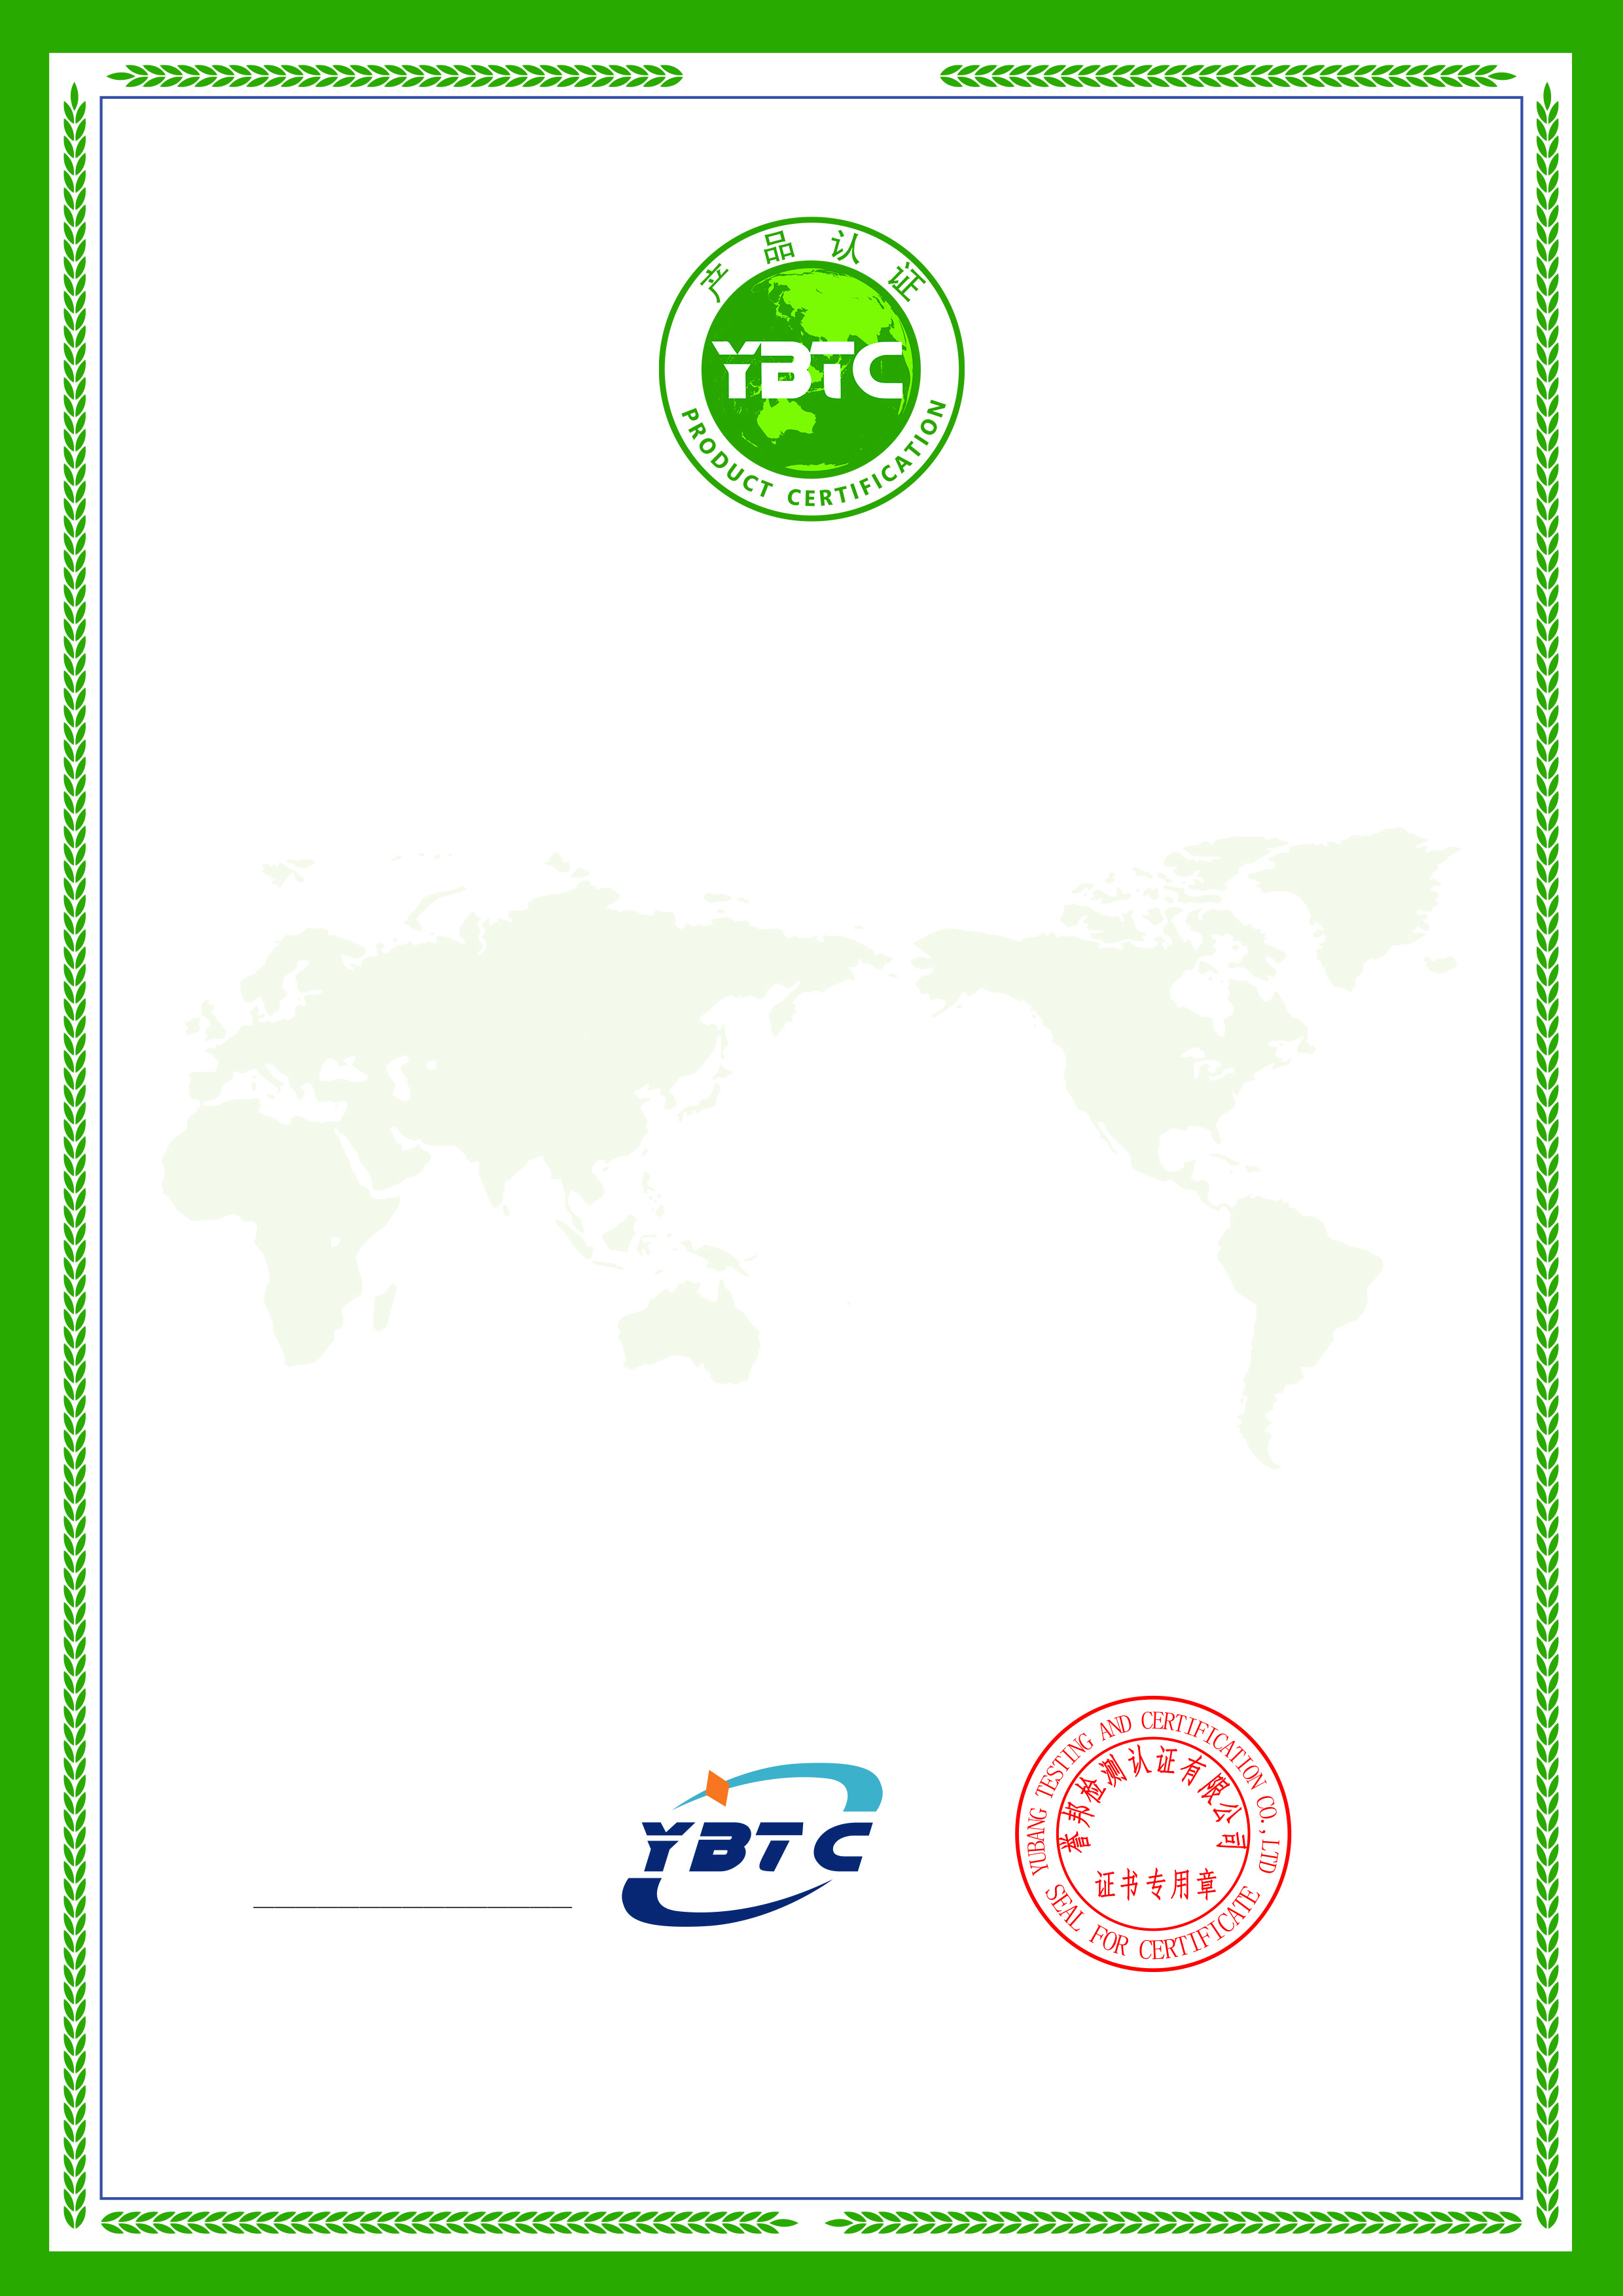 产品认证
YBTC
PRODUCT CERTIFICATION
YBTC
YUBANG TESTING AND CERTIFICATION CO.,LTD
誉邦检测认证有限公司
证书专用章
SEAL FOR CERTIFICATE